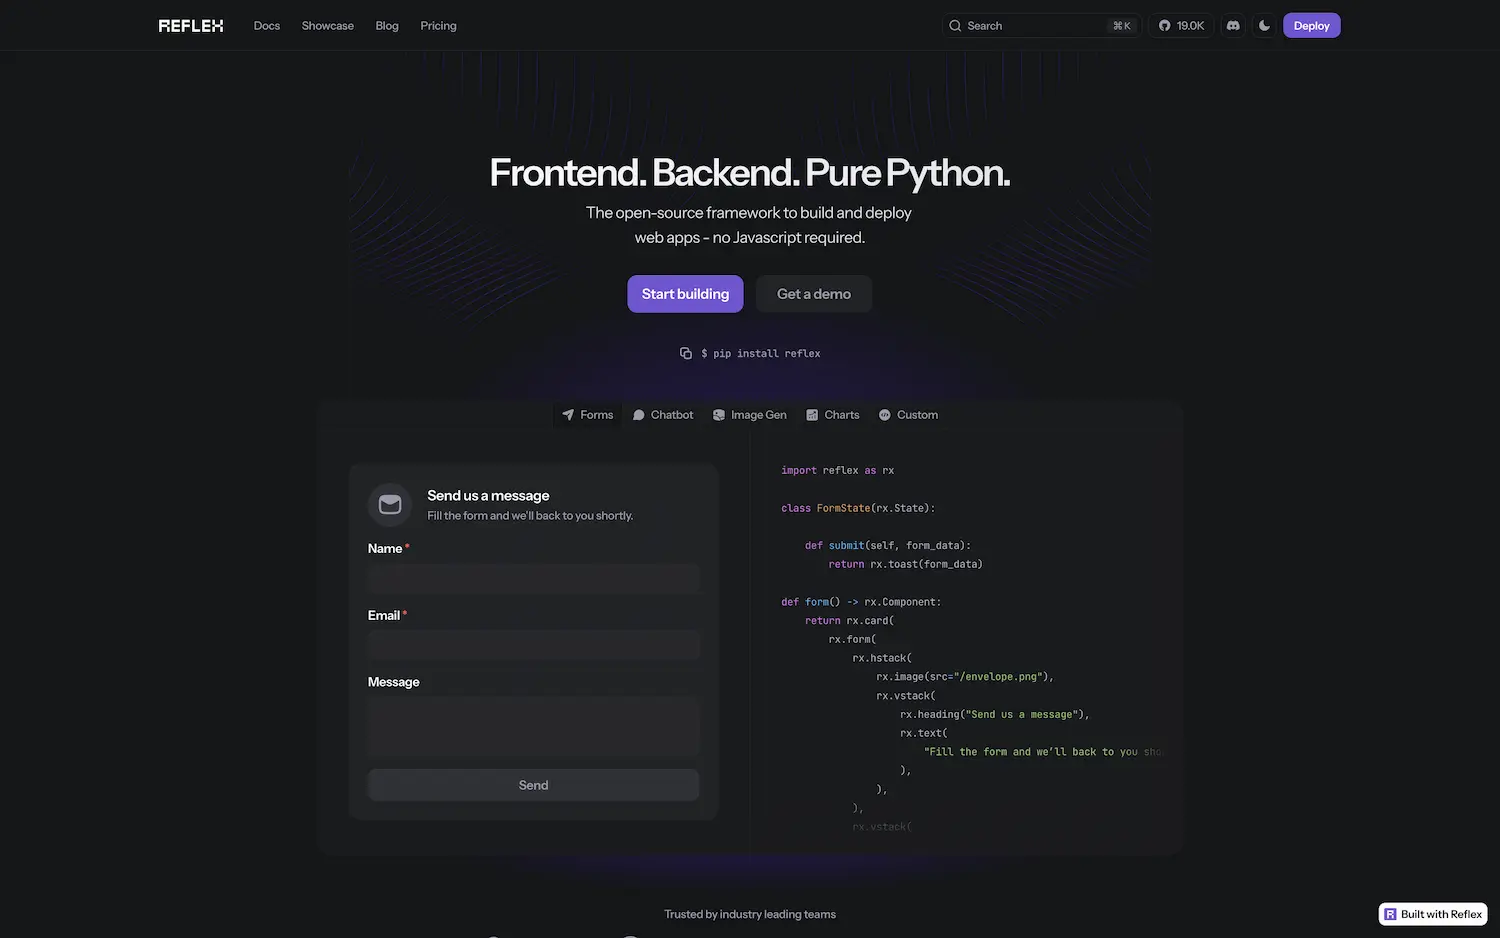 REFLEX
Docs
Showcase
Blog
Pricing
Search
⌘ K
19.0K
Deploy
Frontend. Backend. Pure Python.
The open-source framework to build and deploy
web apps - no Javascript required.
Start building
Get a demo
$ pip install reflex
Forms
Chatbot
Image Gen
Charts
Custom
Send us a message
Fill the form and we'll back to you shortly.
Name *
Email *
Message
Send
import reflex as rx
class FormState(rx.State):
def submit(self, form_data):
return rx.toast(form_data)
def form() -> rx.Component:
return rx.card(
rx.form(
rx.hstack(
rx.image(src="/envelope.png"),
rx.vstack(
rx.heading("Send us a message"),
rx.text(
"Fill the form and we'll back to you sho
),
),
),
rx.vstack(
Trusted by industry leading teams
R Built with Reflex